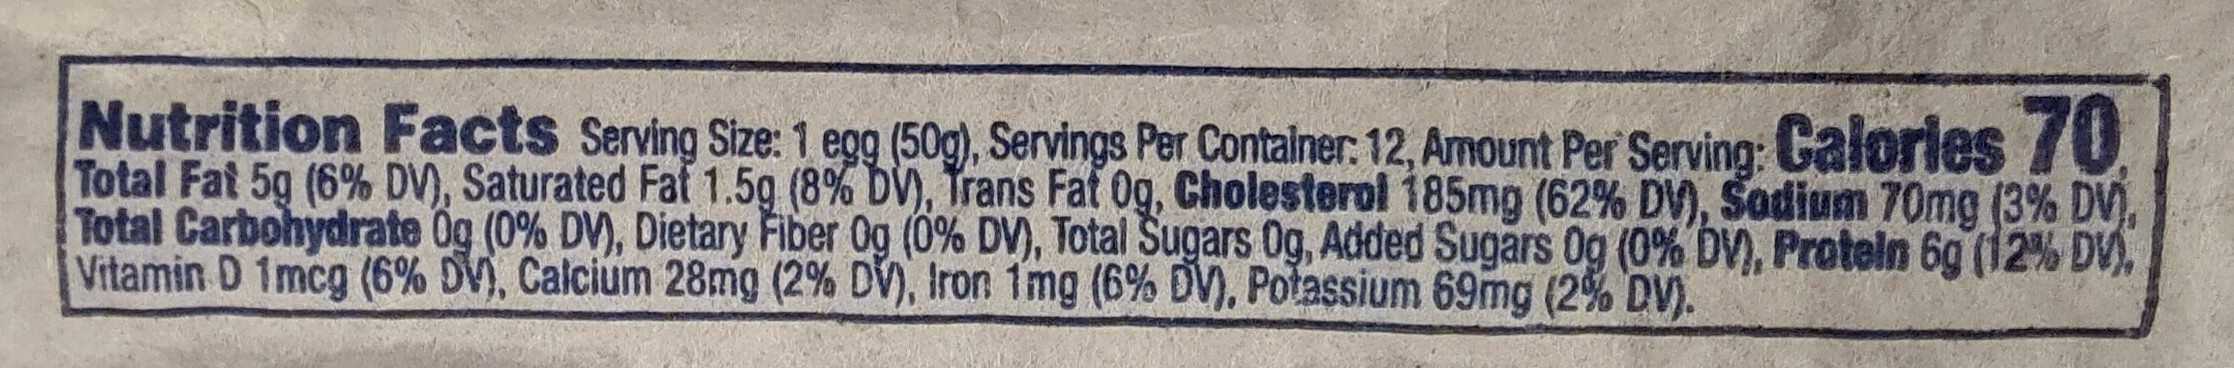 Nutrition Facts Serving Size: 1 egg (50g), Servings Per Container: 12, Amount Per Serving: Calories 70,
Total Fat 5g (6% DV), Saturated Fat 1.5g (8% DV), Trans Fat 0g, Cholesterol 185mg (62% DV), Sodium 70mg (3% DV),
Total Carbohydrate 0g (0% DV), Dietary Fiber 0g (0% DV), Total Sugars 0g, Added Sugars 0g (0% DV), Protein 6g (12% DV),
Vitamin D 1mcg (6% DV), Calcium 28mg (2% DV), Iron 1mg (6% DV), Potassium 69mg (2% DV).